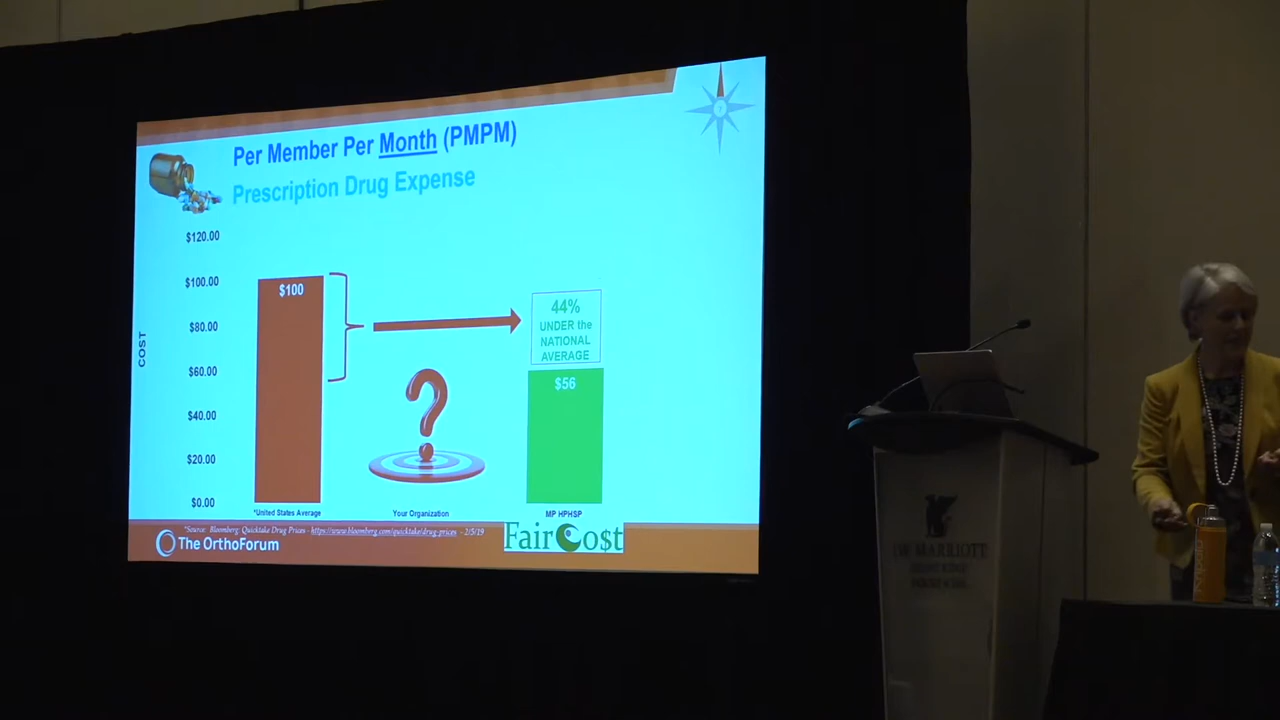 Per Member Per Month (PMPM)
Prescription Drug Expense
$120.00
$100.00
$80.00
$60.00
$40.00
$20.00
$0.00
COST
$100
44%
UNDER the
NATIONAL
AVERAGE
$56
*United States Average
Your Organization
MP HPHSP
*Source: Bloomberg: Quicktake Drug Prices - https://www.bloomberg.com/quicktake/drug-prices - 2/5/19
The OrthoForum
FairCo$t
JW MARRIOTT